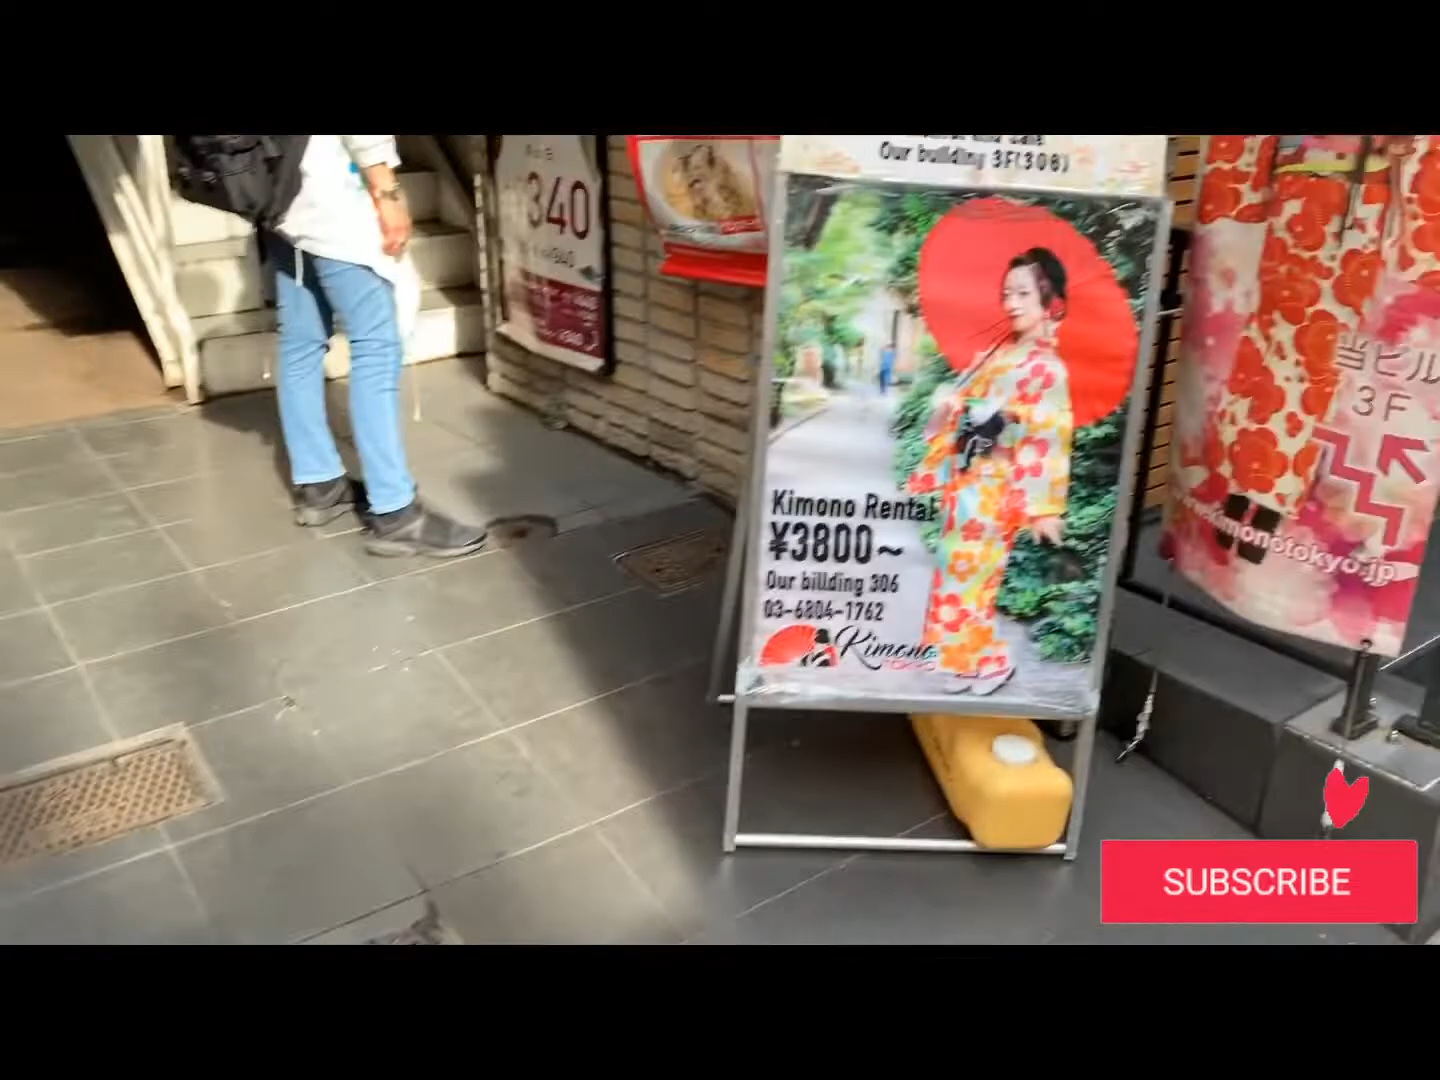 340
Our building 3F(306)
Kimono Rental
¥3800~
Our billding 306
03-6804-1762
Kimono
TOKYO
当ビル
3F
kimonotokyo.jp
SUBSCRIBE